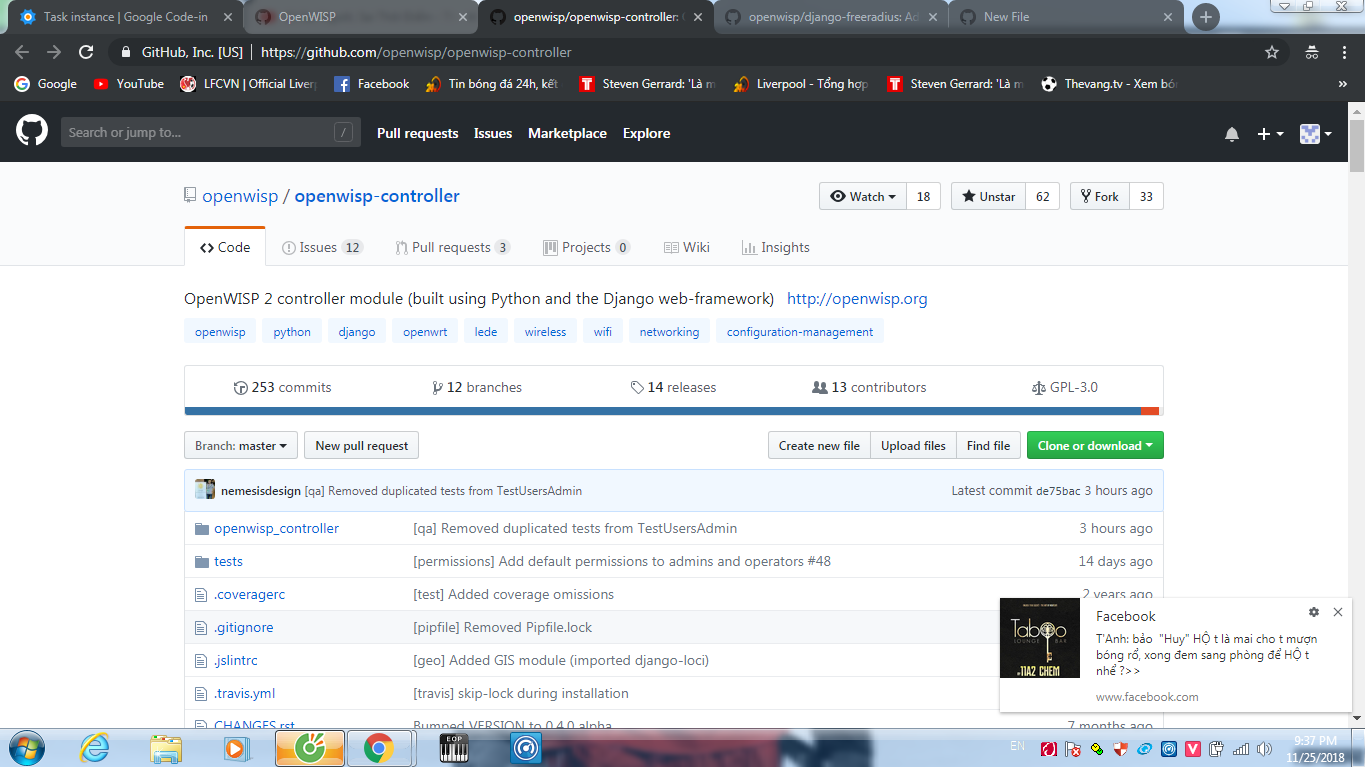 Task instance | Google Code-in
OpenWISP
openwisp/openwisp-controller:
openwisp/django-freeradius: Ad
New File
GitHub, Inc. [US] | https://github.com/openwisp/openwisp-controller
Google
YouTube
LFCVN | Official Liver
Facebook
Tin bóng đá 24h, kết
Steven Gerrard: 'Là m
Liverpool - Tổng hợp
Steven Gerrard: 'Là m
Thevang.tv - Xem bón
»
Search or jump to... /
Pull requests Issues Marketplace Explore
openwisp / openwisp-controller
Watch 18 Unstar 62 Fork 33
Code Issues 12 Pull requests 3 Projects 0 Wiki Insights
OpenWISP 2 controller module (built using Python and the Django web-framework) http://openwisp.org
openwisp python django openwrt lede wireless wifi networking configuration-management
253 commits 12 branches 14 releases 13 contributors GPL-3.0
Branch: master New pull request Create new file Upload files Find file Clone or download
nemesisdesign [qa] Removed duplicated tests from TestUsersAdmin Latest commit de75bac 3 hours ago
openwisp_controller [qa] Removed duplicated tests from TestUsersAdmin 3 hours ago
tests [permissions] Add default permissions to admins and operators #48 14 days ago
.coveragerc [test] Added coverage omissions 2 years ago
.gitignore [pipfile] Removed Pipfile.lock
.jslintrc [geo] Added GIS module (imported django-loci)
.travis.yml [travis] skip-lock during installation
CHANGES.rst Bumped VERSION to 0.4.0 alpha 7 months ago
Taboo
LOUNGE BAR
11A2 CHEM
Facebook
T'Anh: bảo "Huy" HỘ t là mai cho t mượn
bóng rổ, xong đem sang phòng để HỘ t
nhể ?>>
www.facebook.com
EOP
EN
9:37 PM
11/25/2018